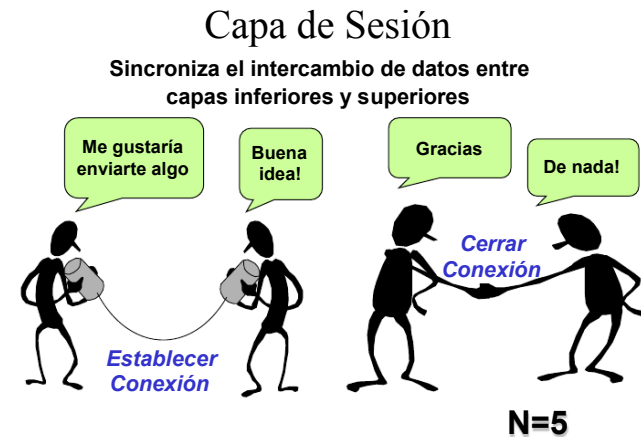 Capa de Sesión
Sincroniza el intercambio de datos entre
capas inferiores y superiores
Me gustaría
enviarte algo
Buena
idea!
Gracias
De nada!
Establecer
Conexión
Cerrar
Conexión
N=5